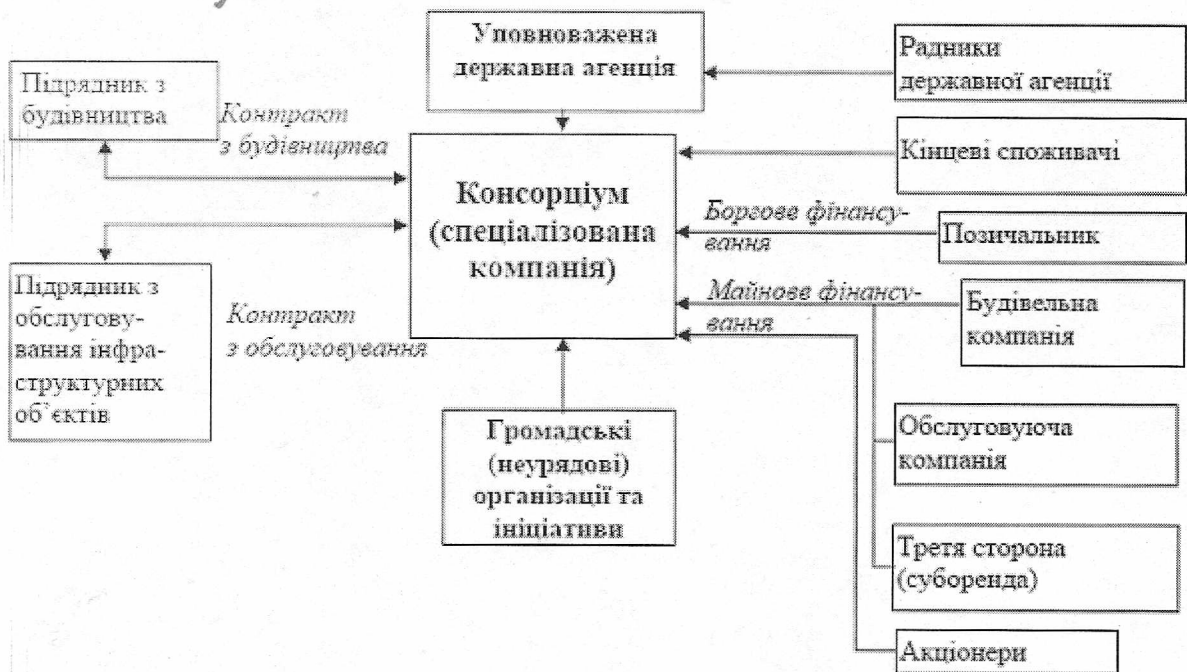 Уповноважена
державна агенція
Радники
державної агенції
Підрядник з
будівництва
Контракт
з будівництва
Кінцеві споживачі
Консорціум
(спеціалізована
компанія)
Боргове фінансу-
вання
Позичальник
Підрядник з
обслугову-
вання інфра-
структурних
об`єктів
Контракт
з обслуговування
Майнове фінансу-
вання
Будівельна
компанія
Громадські
(неурядові)
організації та
ініціативи
Обслуговуюча
компанія
Третя сторона
(суборенда)
Акціонери